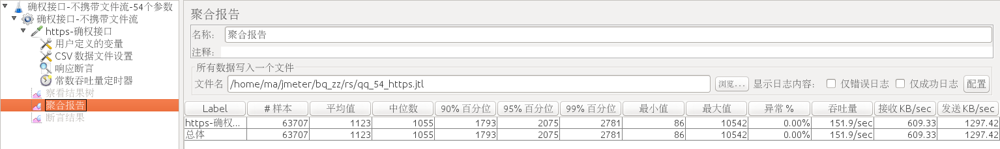 确权接口-不携带文件流-54个参数
确权接口-不携带文件流
https-确权接口
用户定义的变量
CSV 数据文件设置
响应断言
常数吞吐量定时器
察看结果树
聚合报告
断言结果
聚合报告
名称: 聚合报告
注释:
所有数据写入一个文件
文件名 /home/ma/jmeter/bq_zz/rs/qq_54_https.jtl 浏览... 显示日志内容: 仅错误日志 仅成功日志 配置
Label # 样本 平均值 中位数 90% 百分位 95% 百分位 99% 百分位 最小值 最大值 异常 % 吞吐量 接收 KB/sec 发送 KB/sec
https-确权... 63707 1123 1055 1793 2075 2781 86 10542 0.00% 151.9/sec 609.33 1297.42
总体 63707 1123 1055 1793 2075 2781 86 10542 0.00% 151.9/sec 609.33 1297.42